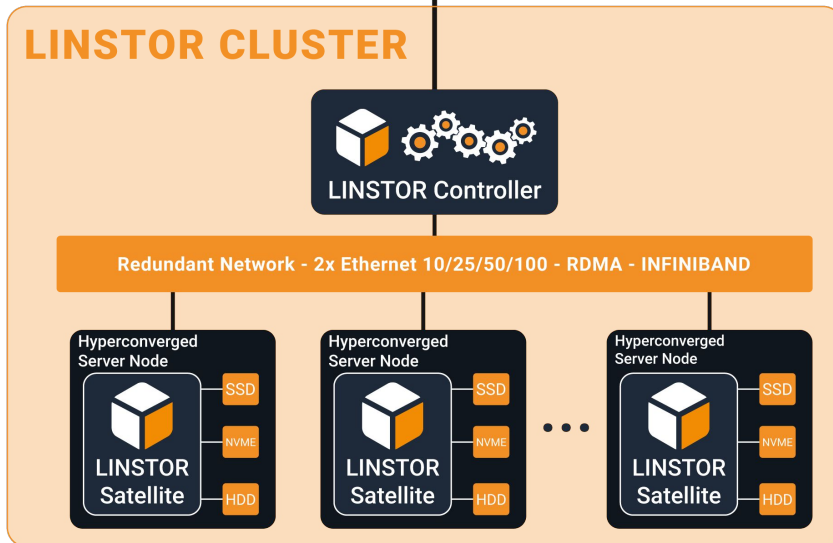 LINSTOR CLUSTER
LINSTOR Controller
Redundant Network - 2x Ethernet 10/25/50/100 - RDMA - INFINIBAND
Hyperconverged
Server Node
SSD
NVME
HDD
LINSTOR
Satellite
Hyperconverged
Server Node
SSD
NVME
HDD
LINSTOR
Satellite
Hyperconverged
Server Node
SSD
NVME
HDD
LINSTOR
Satellite